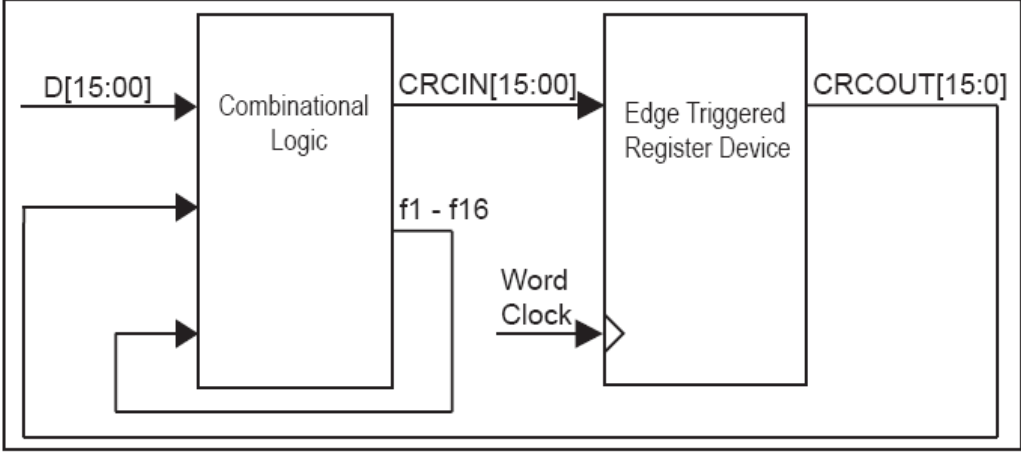 D[15:00]
Combinational
Logic
CRCIN[15:00]
f1 - f16
Edge Triggered
Register Device
Word
Clock
CRCOUT[15:0]